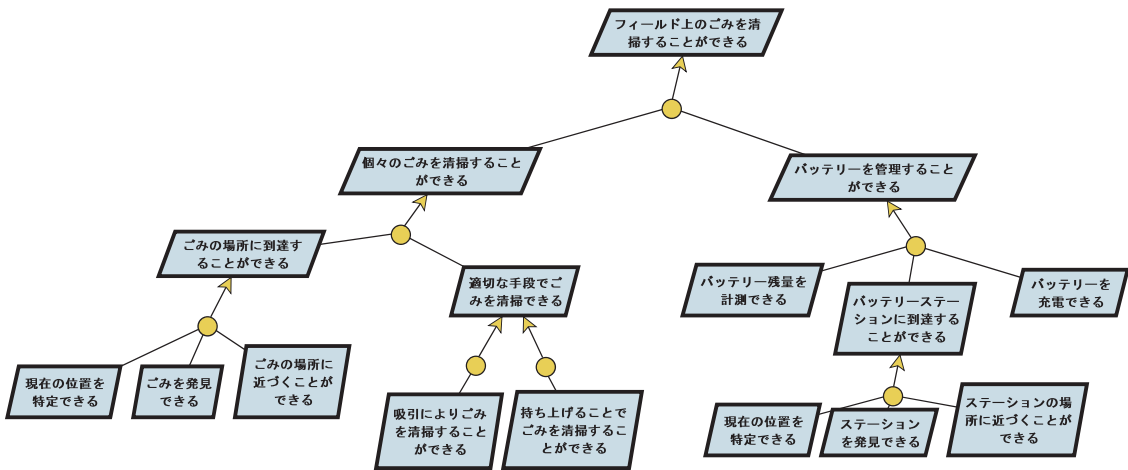 フィールド上のごみを清
掃することができる
個々のごみを清掃すること
ができる
バッテリーを管理すること
ができる
ごみの場所に到達す
ることができる
適切な手段でご
みを清掃できる
バッテリー残量を
計測できる
バッテリーステー
ションに到達する
ことができる
バッテリーを
充電できる
現在の位置を
特定できる
ごみを発見
できる
ごみの場所に
近づくことが
できる
吸引によりごみ
を清掃すること
ができる
持ち上げることで
ごみを清掃するこ
とができる
現在の位置を
特定できる
ステーション
を発見できる
ステーションの場
所に近づくことが
できる